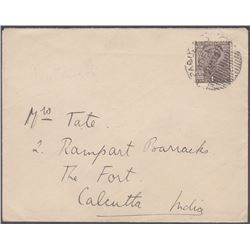 Mrs Tate.
2. Rampart Barracks
The Fort.
Calcutta India